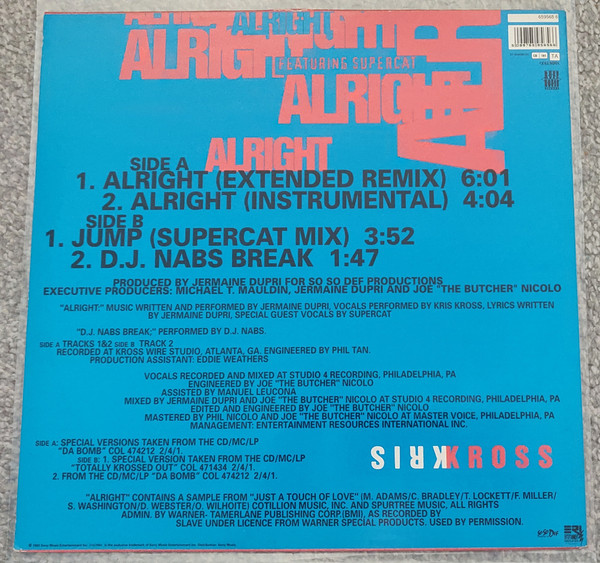 ALRIGHT
ALRIGHT
ALRIGHT
FEATURING SUPERCAT
ALRIGHT
ALRIGHT
SIDE A
1. ALRIGHT (EXTENDED REMIX) 6:01
2. ALRIGHT (INSTRUMENTAL) 4:04
SIDE B
1. JUMP (SUPERCAT MIX) 3:52
2. D.J. NABS BREAK 1:47
PRODUCED BY JERMAINE DUPRI FOR SO SO DEF PRODUCTIONS
EXECUTIVE PRODUCERS: MICHAEL T. MAULDIN, JERMAINE DUPRI AND JOE "THE BUTCHER" NICOLO
"ALRIGHT:" MUSIC WRITTEN AND PERFORMED BY JERMAINE DUPRI, VOCALS PERFORMED BY KRIS KROSS, LYRICS WRITTEN
BY JERMAINE DUPRI, SPECIAL GUEST VOCALS BY SUPERCAT
"D.J. NABS BREAK;" PERFORMED BY D.J. NABS.
SIDE A TRACKS 1&2 SIDE B TRACK 2
RECORDED AT KROSS WIRE STUDIO, ATLANTA, GA. ENGINEERED BY PHIL TAN.
PRODUCTION ASSISTANT: EDDIE WEATHERS
VOCALS RECORDED AND MIXED AT STUDIO 4 RECORDING, PHILADELPHIA, PA
ENGINEERED BY JOE "THE BUTCHER" NICOLO
ASSISTED BY MANUEL LEUCONA
MIXED BY JERMAINE DUPRI AND JOE "THE BUTCHER" NICOLO AT STUDIO 4 RECORDING, PHILADELPHIA, PA
EDITED AND ENGINEERED BY JOE "THE BUTCHER" NICOLO
MASTERED BY PHIL NICOLO AND JOE "THE BUTCHER" NICOLO AT MASTER VOICE, PHILADELPHIA, PA
MANAGEMENT: ENTERTAINMENT RESOURCES INTERNATIONAL INC.
SIDE A: SPECIAL VERSIONS TAKEN FROM THE CD/MC/LP
"DA BOMB" COL 474212 2/4/1.
SIDE B: 1. SPECIAL VERSION TAKEN FROM THE CD/MC/LP
"TOTALLY KROSSED OUT" COL 471434 2/4/1.
2. FROM THE CD/MC/LP "DA BOMB" COL 474212 2/4/1.
KRIS KROSS
"ALRIGHT" CONTAINS A SAMPLE FROM "JUST A TOUCH OF LOVE" (M. ADAMS/C. BRADLEY/T. LOCKETT/F. MILLER/
S. WASHINGTON/D. WEBSTER/O. WILHOITE) COTILLION MUSIC, INC. AND SPURTREE MUSIC, ALL RIGHTS
ADMIN. BY WARNER- TAMERLANE PUBLISHING CORP.(BMI), AS RECORDED BY
SLAVE UNDER LICENCE FROM WARNER SPECIAL PRODUCTS. USED BY PERMISSION.